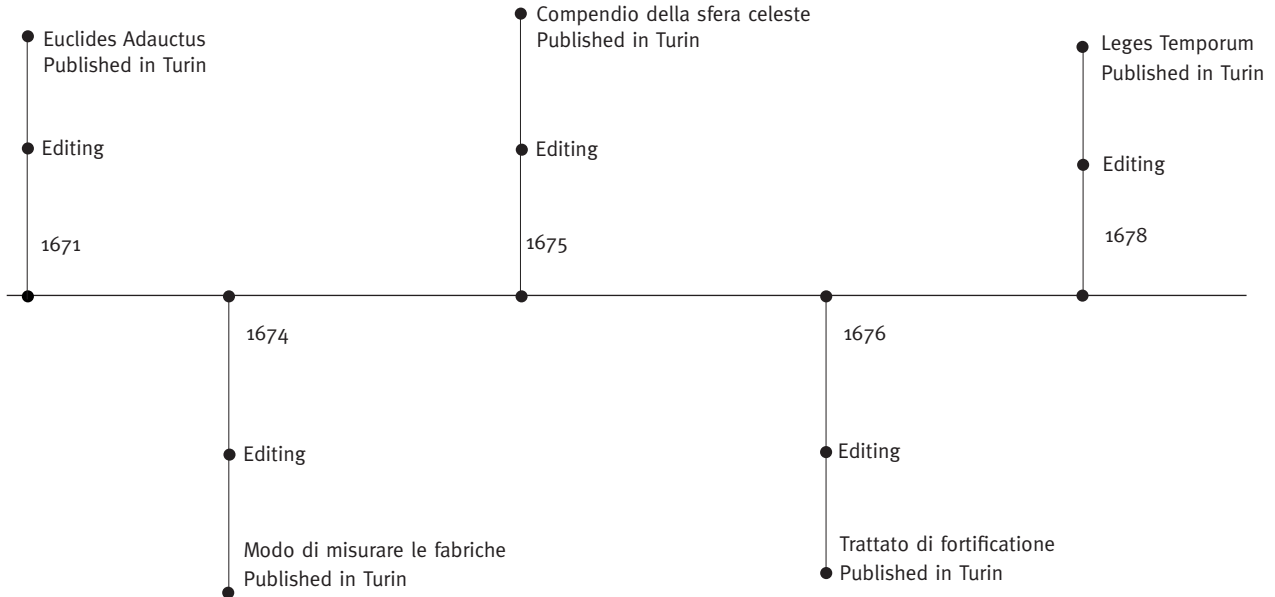 Euclides Adauctus
Published in Turin
Editing
1671
Compendio della sfera celeste
Published in Turin
Editing
1675
Leges Temporum
Published in Turin
Editing
1678
1674
Editing
Modo di misurare le fabriche
Published in Turin
1676
Editing
Trattato di fortificatione
Published in Turin